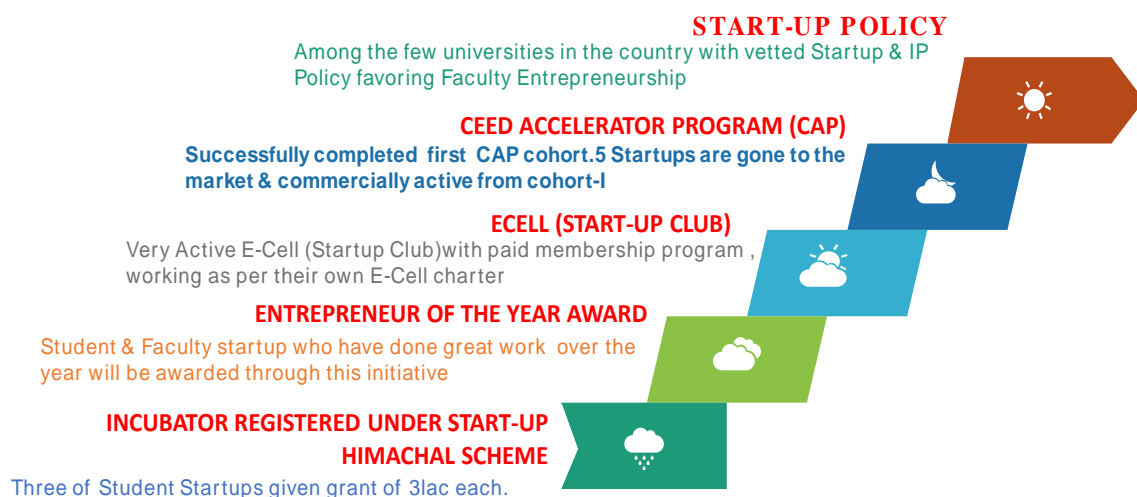 START-UP POLICY
Among the few universities in the country with vetted Startup & IP
Policy favoring Faculty Entrepreneurship
CEED ACCELERATOR PROGRAM (CAP)
Successfully completed first CAP cohort.5 Startups are gone to the
market & commercially active from cohort-I
ECELL (START-UP CLUB)
Very Active E-Cell (Startup Club)with paid membership program ,
working as per their own E-Cell charter
ENTREPRENEUR OF THE YEAR AWARD
Student & Faculty startup who have done great work over the
year will be awarded through this initiative
INCUBATOR REGISTERED UNDER START-UP
HIMACHAL SCHEME
Three of Student Startups given grant of 3lac each.